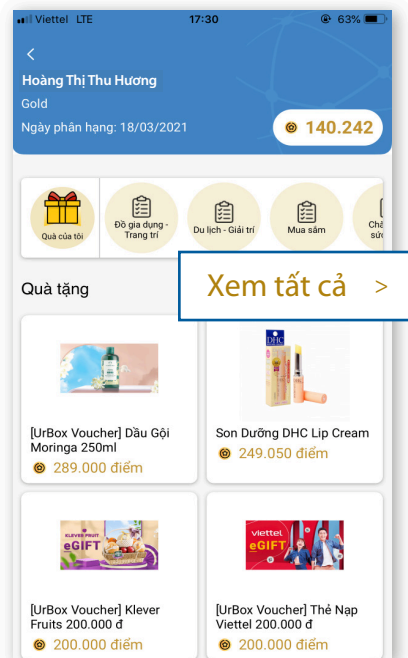 Viettel LTE 17:30 63%
Hoàng Thị Thu Hương
Gold
Ngày phân hạng: 18/03/2021
140.242
Quà của tôi
Đồ gia dụng -
Trang trí
Du lịch - Giải trí
Mua sắm
Xem tất cả >
Quà tặng
DHC
[UrBox Voucher] Dầu Gội
Moringa 250ml
289.000 điểm
Son Dưỡng DHC Lip Cream
249.050 điểm
KLEVER FRUIT
eGIFT
viettel
eGIFT
[UrBox Voucher] Klever
Fruits 200.000 đ
200.000 điểm
[UrBox Voucher] Thẻ Nạp
Viettel 200.000 đ
200.000 điểm